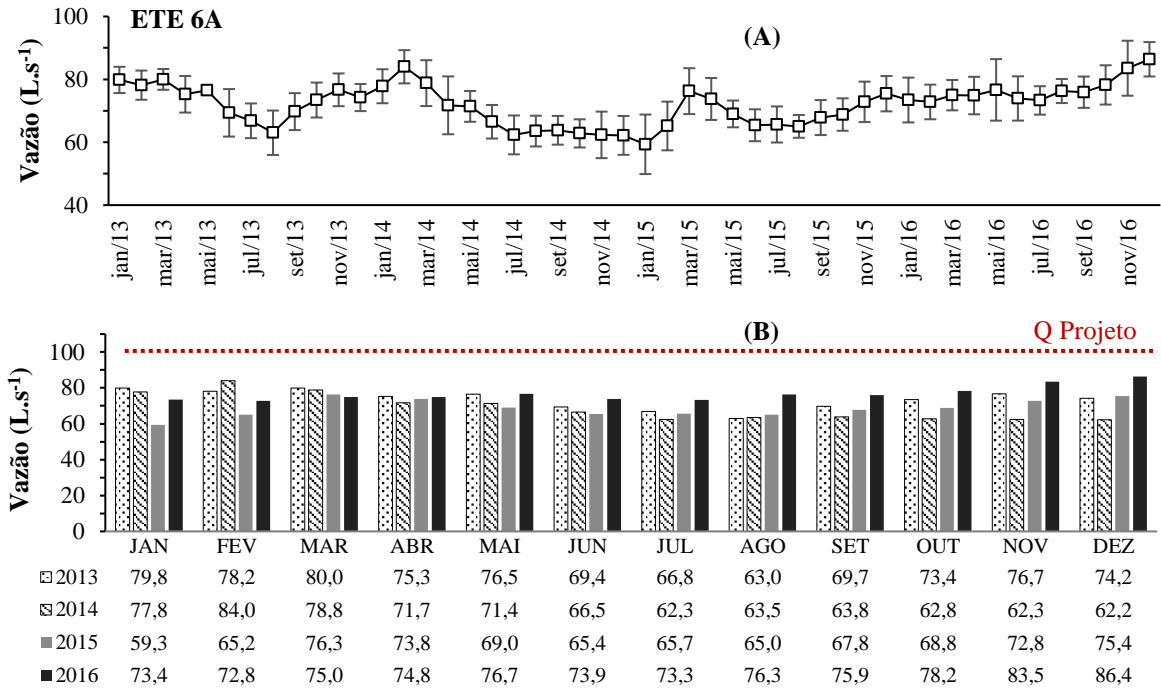 ETE 6A
(A)
Vazão (L.s⁻¹)
100
80
60
40
jan/13 mar/13 mai/13 jul/13 set/13 nov/13 jan/14 mar/14 mai/14 jul/14 set/14 nov/14 jan/15 mar/15 mai/15 jul/15 set/15 nov/15 jan/16 mar/16 mai/16 jul/16 set/16 nov/16
(B)
Q Projeto
Vazão (L.s⁻¹)
100
80
60
40
20
0
JAN FEV MAR ABR MAI JUN JUL AGO SET OUT NOV DEZ
2013 79,8 78,2 80,0 75,3 76,5 69,4 66,8 63,0 69,7 73,4 76,7 74,2
2014 77,8 84,0 78,8 71,7 71,4 66,5 62,3 63,5 63,8 62,8 62,3 62,2
2015 59,3 65,2 76,3 73,8 69,0 65,4 65,7 65,0 67,8 68,8 72,8 75,4
2016 73,4 72,8 75,0 74,8 76,7 73,9 73,3 76,3 75,9 78,2 83,5 86,4